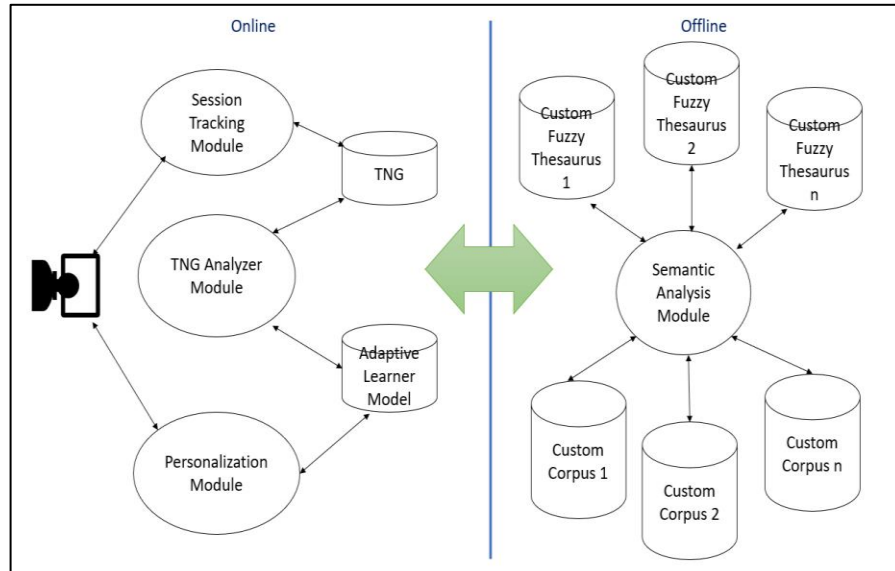 Online
Session
Tracking
Module
TNG
TNG Analyzer
Module
Adaptive
Learner
Model
Personalization
Module
Offline
Custom
Fuzzy
Thesaurus
1
Custom
Fuzzy
Thesaurus
2
Custom
Fuzzy
Thesaurus
n
Semantic
Analysis
Module
Custom
Corpus 1
Custom
Corpus 2
Custom
Corpus n